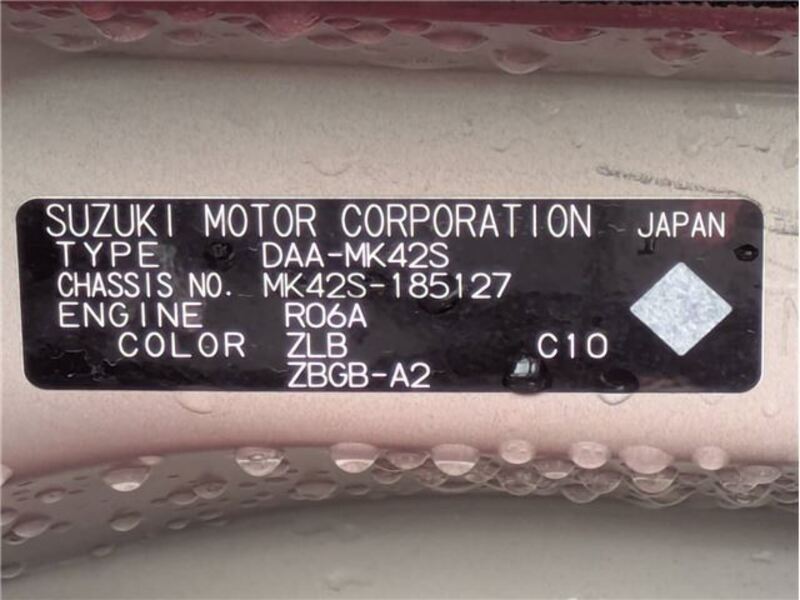 SUZUKI MOTOR CORPORATION JAPAN
TYPE DAA-MK42S
CHASSIS NO. MK42S-185127
ENGINE R06A
COLOR ZLB C10
ZBGB-A2